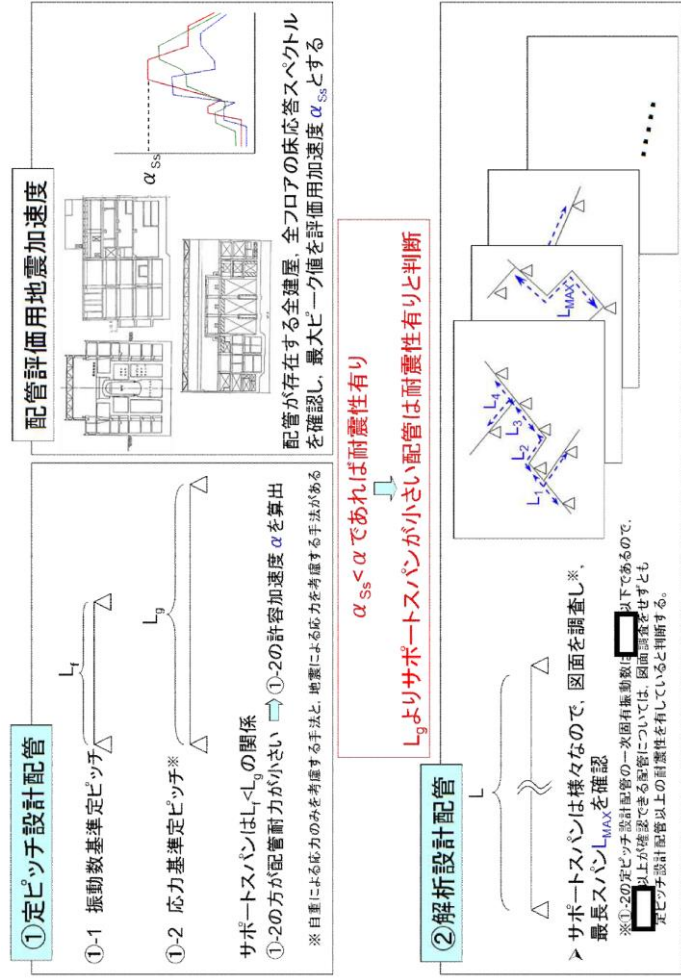 ①定ピッチ設計配管
①-1 振動数基準定ピッチ
Lf
①-2 応力基準定ピッチ※
Lg
サポートスパンはLf<Lgの関係
①-2の方が配管耐力が小さい ⇒ ①-2の許容加速度αを算出
※ 自重による応力のみを考慮する手法と、地震による応力を考慮する手法がある
配管評価用地震加速度
αSs
配管が存在する全建屋、全フロアの床応答スペクトル
を確認し、最大ピーク値を評価用加速度αSsとする
αSs<αであれば耐震性有り
Lgよりサポートスパンが小さい配管は耐震性有りと判断
②解析設計配管
L
➤ サポートスパンは様々なので、図面を調査し※、
最長スパンLMAXを確認
※①-2の定ピッチ設計配管の一次固有振動数は 以下であるので、
以上が確認できる配管については、図面調査をせずとも
定ピッチ設計配管以上の耐震性を有していると判断する。
L1
L2
L3
L4
LMAX